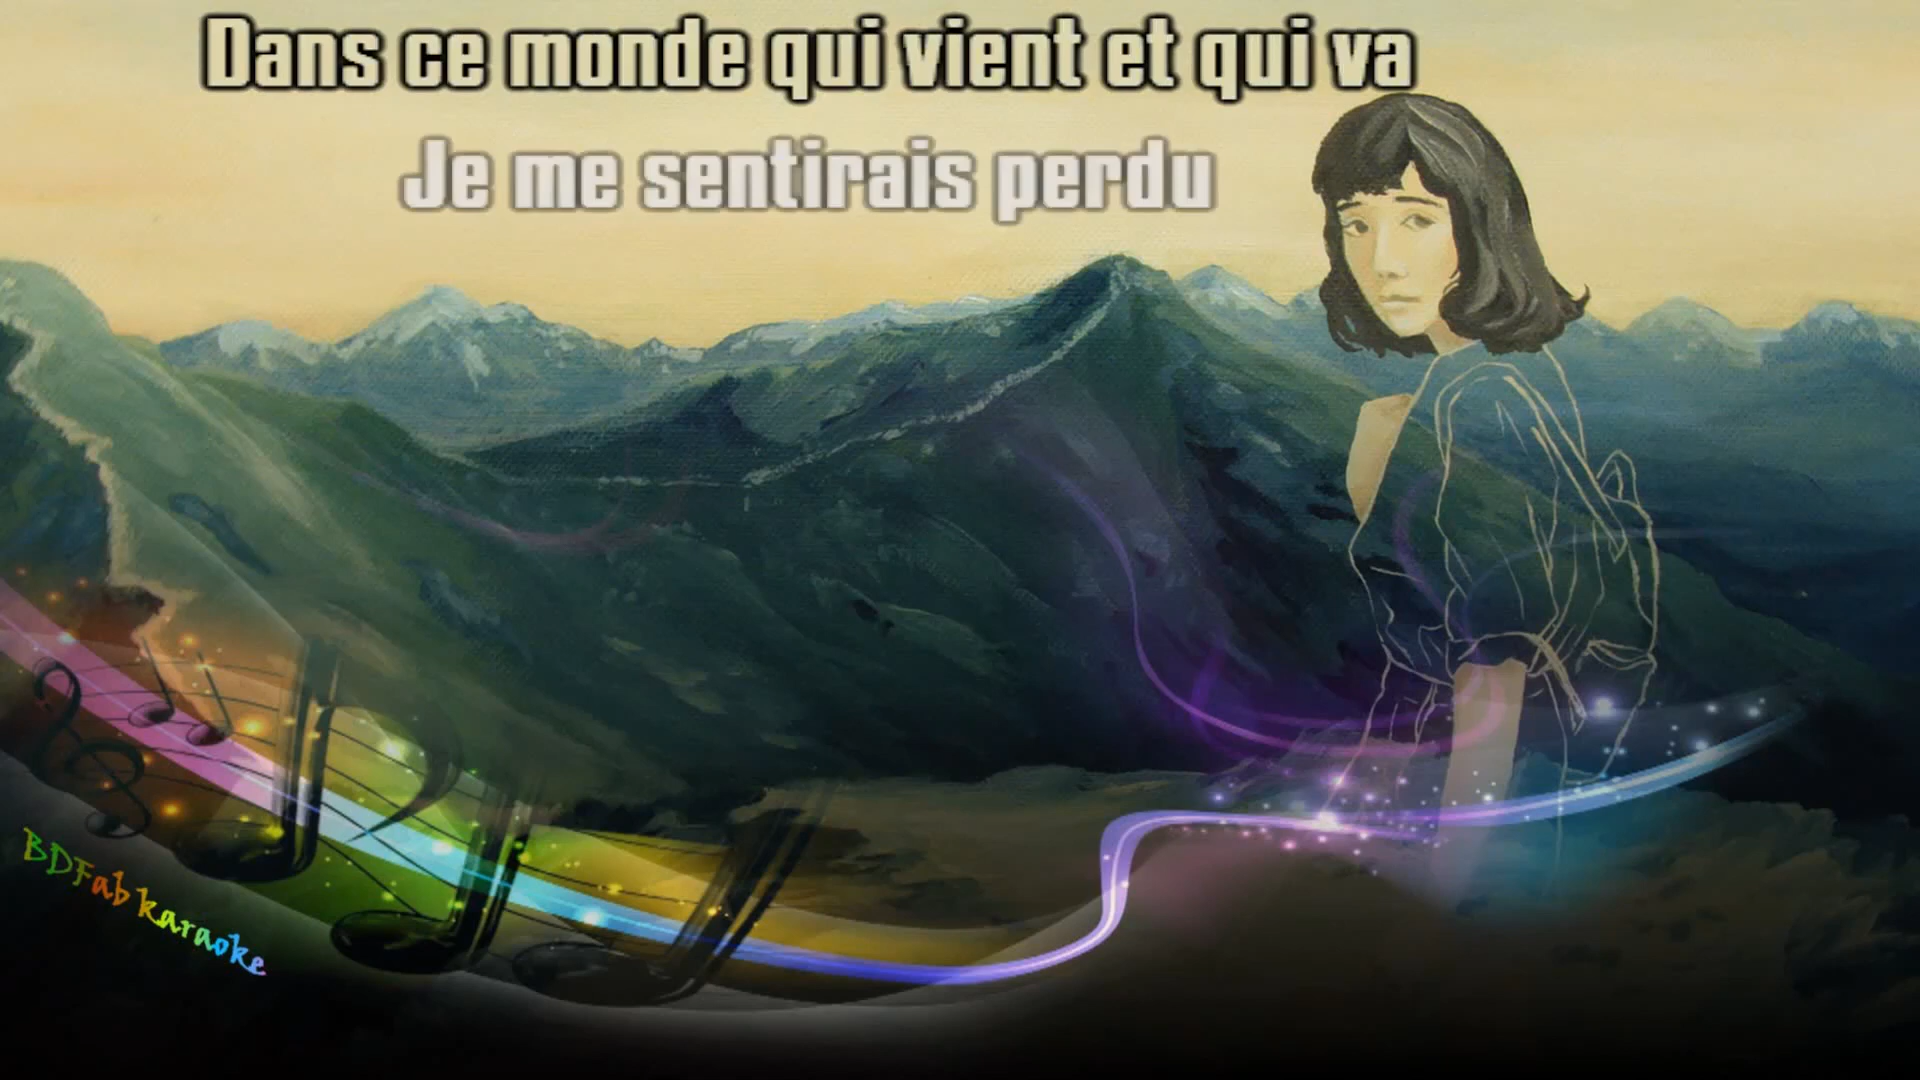 Dans ce monde qui vient et qui va
Je me sentirais perdu
BDFab karaoke